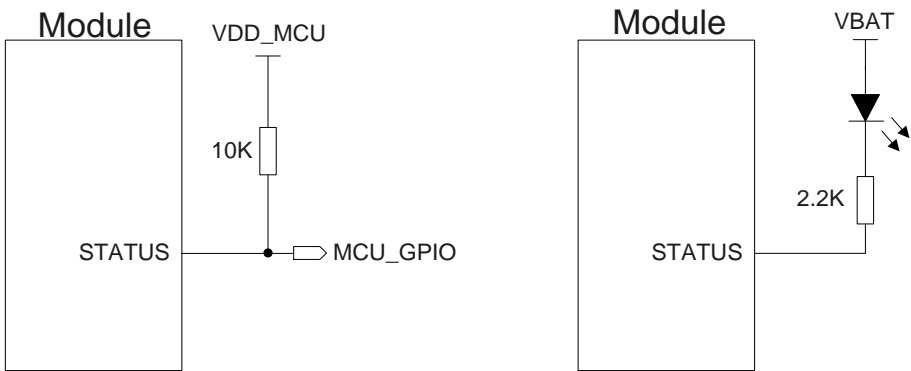 Module
VDD_MCU
10K
STATUS
MCU_GPIO
Module
VBAT
2.2K
STATUS